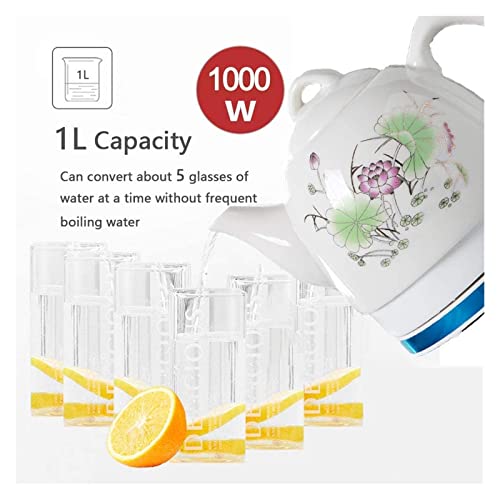 1L
1000
W
1L Capacity
Can convert about 5 glasses of
water at a time without frequent
boiling water